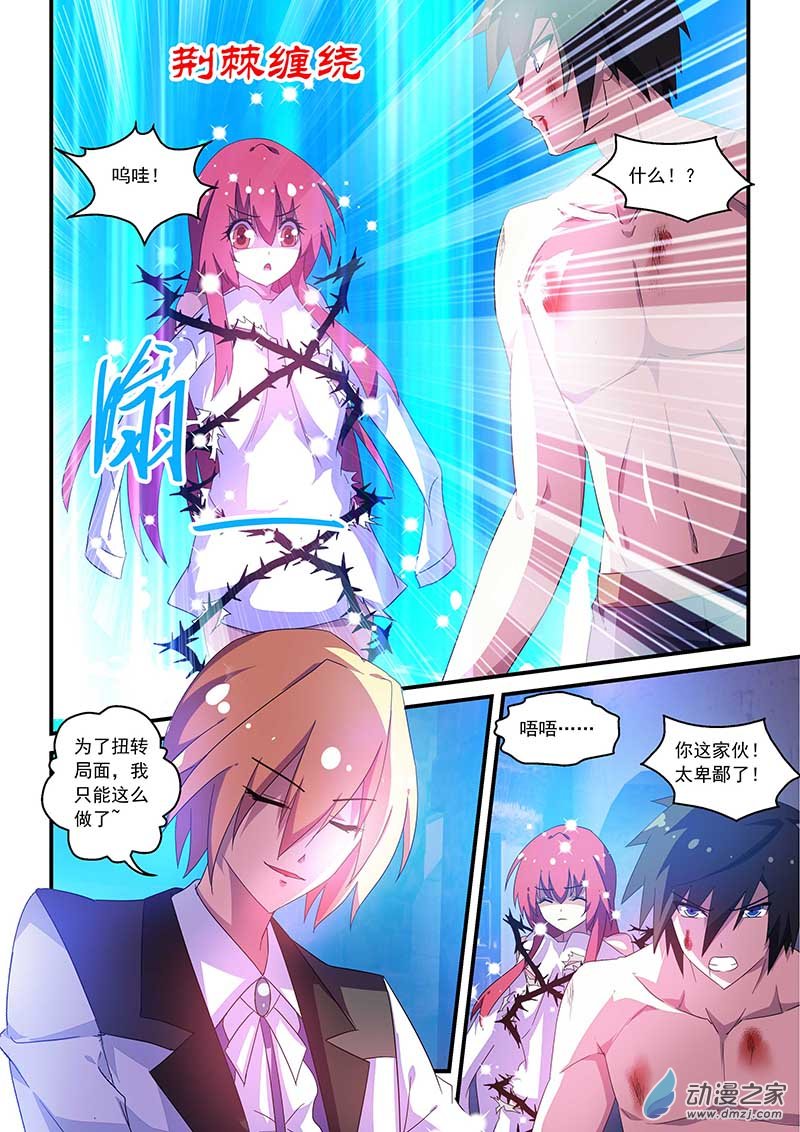 荆棘缠绕
呜哇！
什么！？
嗡
为了扭转
局面，我
只能这么
做了~
唔唔……
你这家伙！
太卑鄙了！
动漫之家
www.dmzj.com